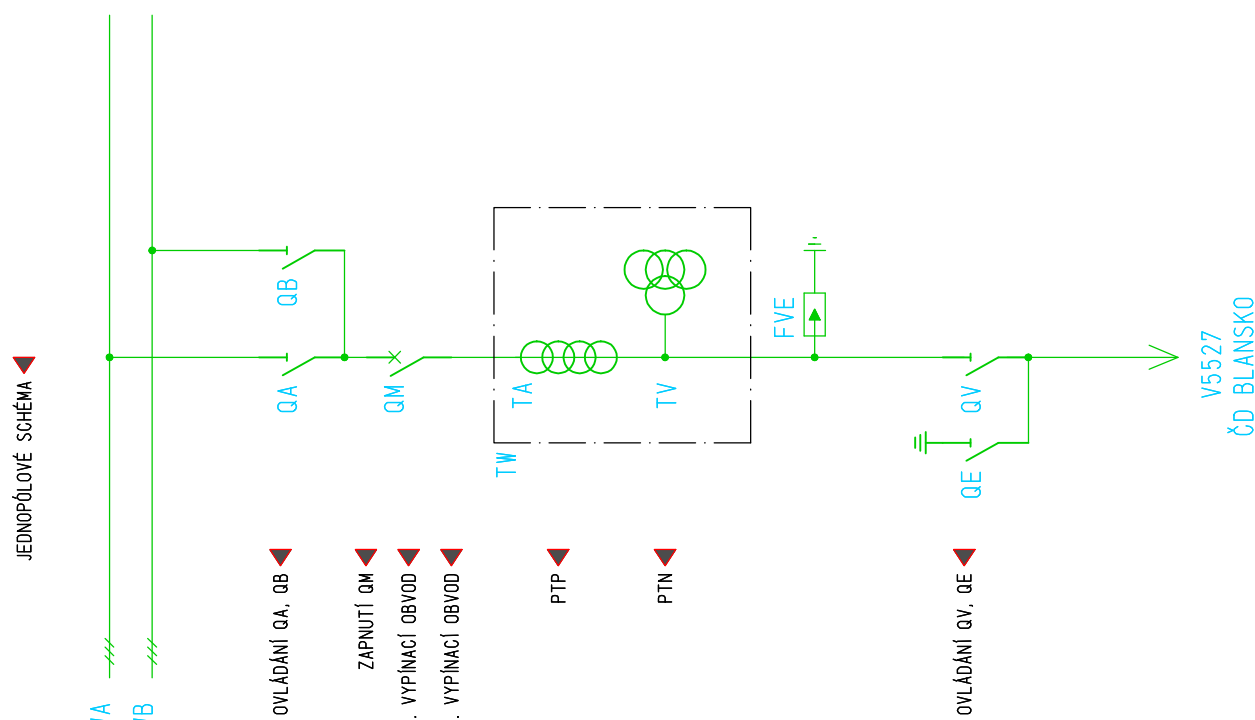 JEDNOPÓLOVÉ SCHÉMA
QB
QA
QM
TA
TV
TW
FVE
QV
QE
V5527
ČD BLANSKO
OVLÁDÁNÍ QA, QB
ZAPNUTÍ QM
. VYPÍNACÍ OBVOD
. VYPÍNACÍ OBVOD
PTP
PTN
OVLÁDÁNÍ QV, QE